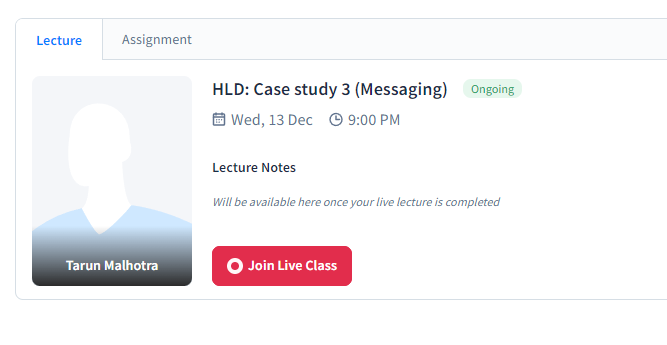 Lecture
Assignment
HLD: Case study 3 (Messaging) Ongoing
Wed, 13 Dec 9:00 PM
Lecture Notes
Will be available here once your live lecture is completed
Tarun Malhotra
Join Live Class